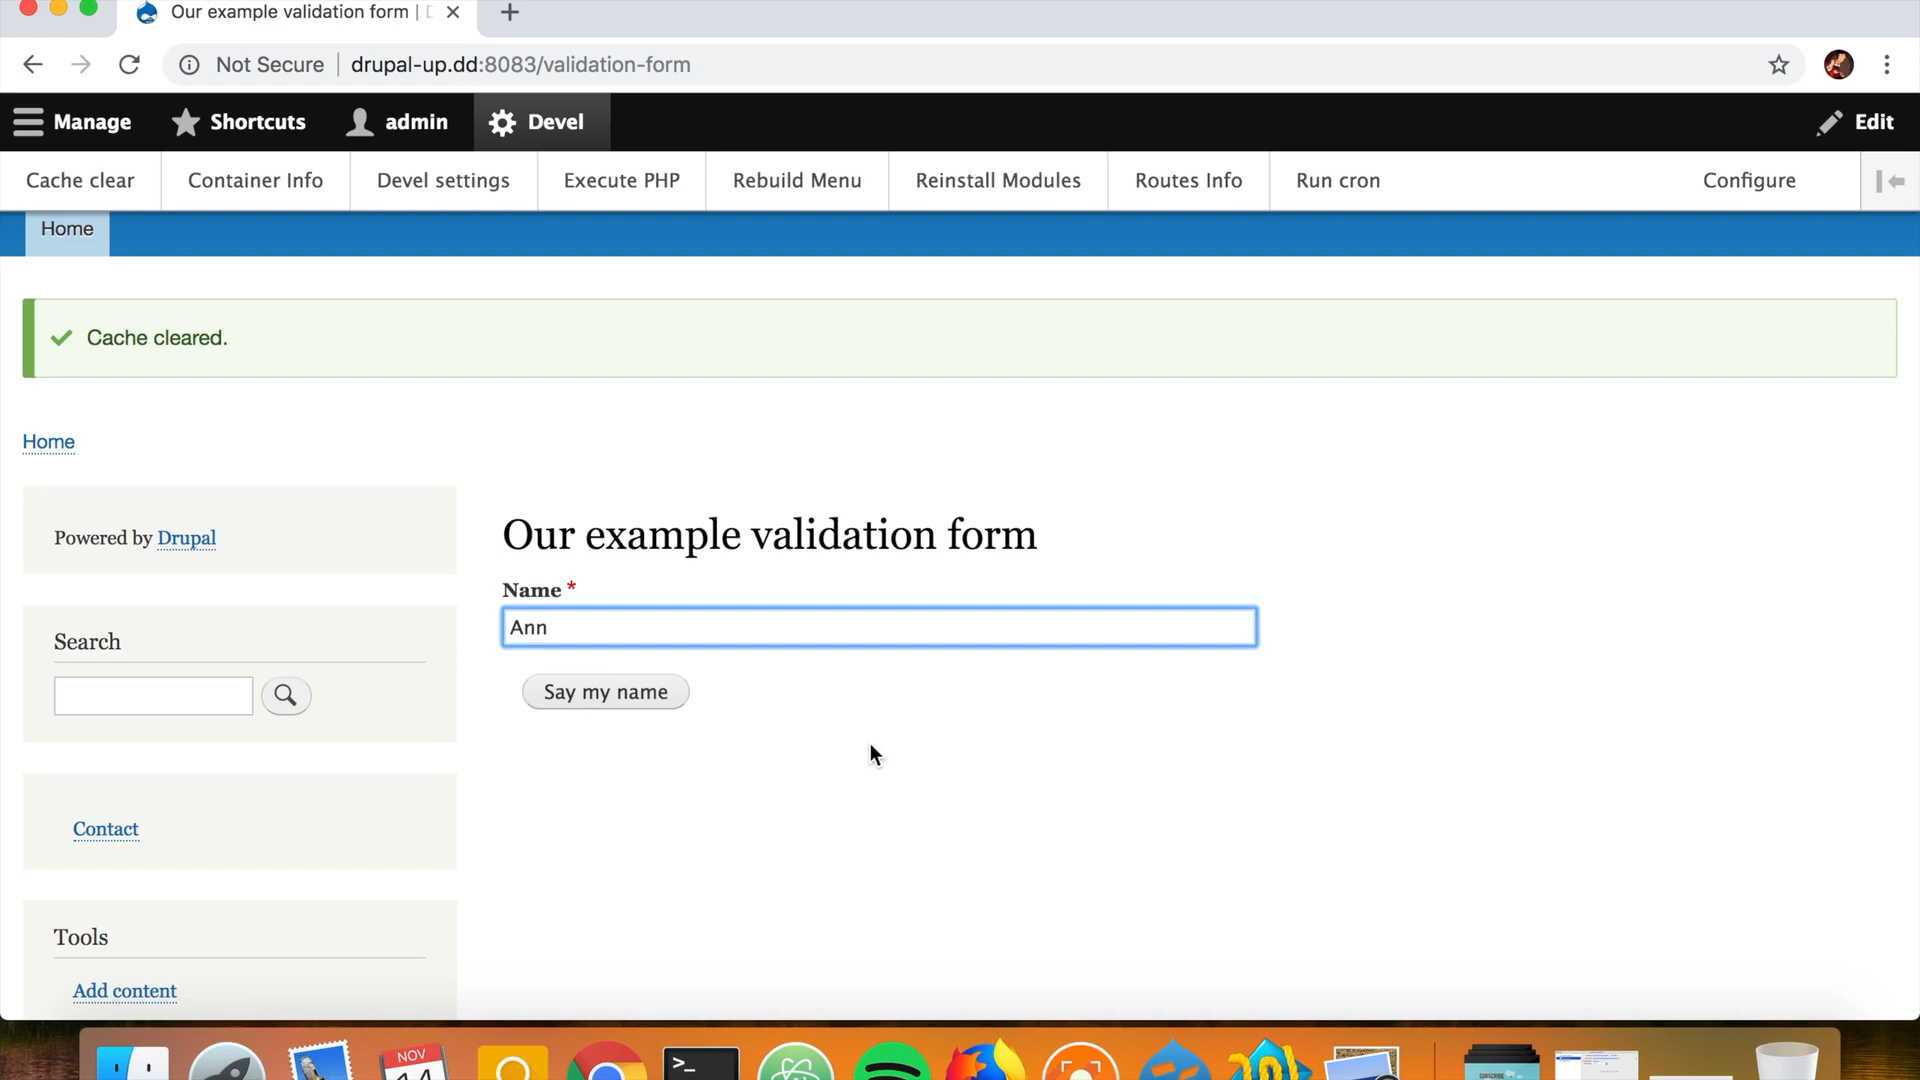 Our example validation form |
Not Secure | drupal-up.dd:8083/validation-form
Manage Shortcuts admin Devel Edit
Cache clear Container Info Devel settings Execute PHP Rebuild Menu Reinstall Modules Routes Info Run cron Configure
Home
Cache cleared.
Home
Powered by Drupal
Our example validation form
Name *
Ann
Say my name
Search
Contact
Tools
Add content
NOV
SUBSCRIBE